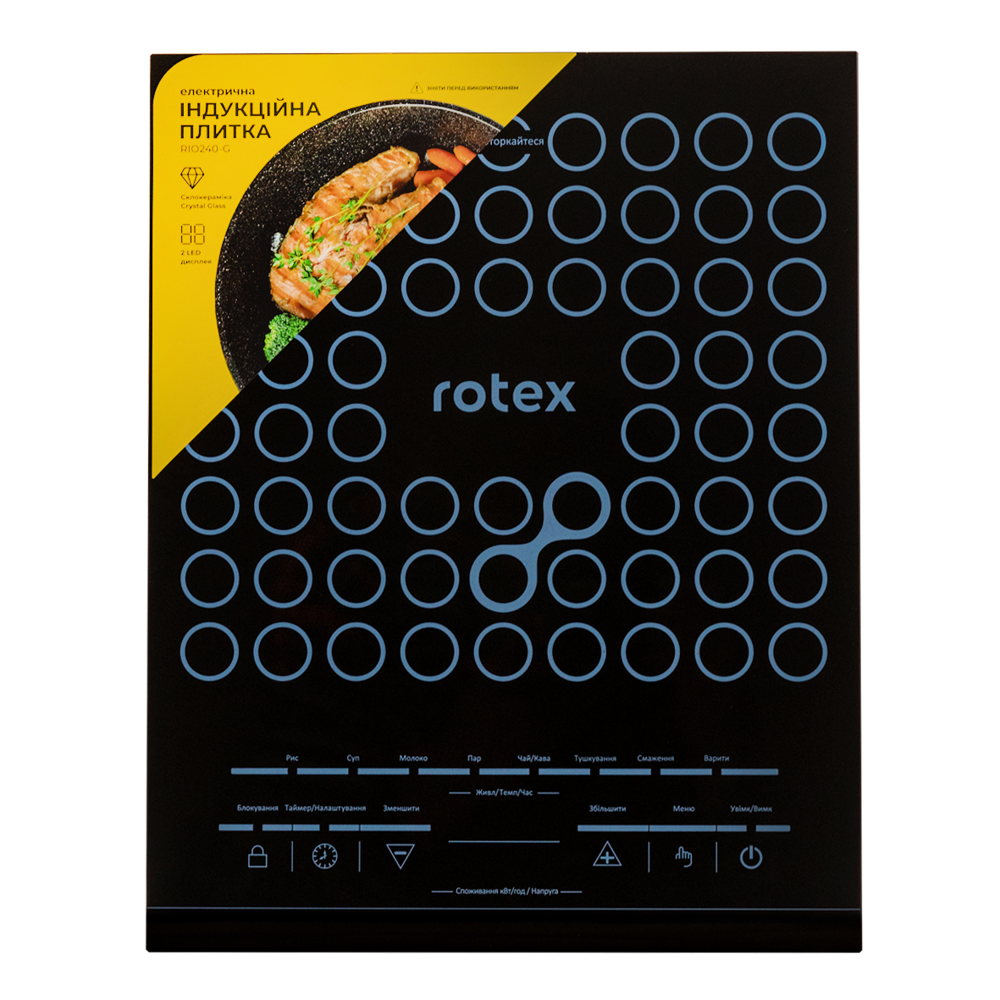 електрична
ІНДУКЦІЙНА
ПЛИТКА
RIO240-G
Склокераміка
Crystal Glass
2 LED
дисплея
ЗНЯТИ ПЕРЕД ВИКОРИСТАННЯМ
торкайтеся
rotex
Рис Суп Молоко Пар Чай/Кава Тушкування Смаження Варити
Живл/Темп/Час
Блокування Таймер/Налаштування Зменшити Збільшити Меню Увімк/Вимк
Споживання кВт/год / Напруга